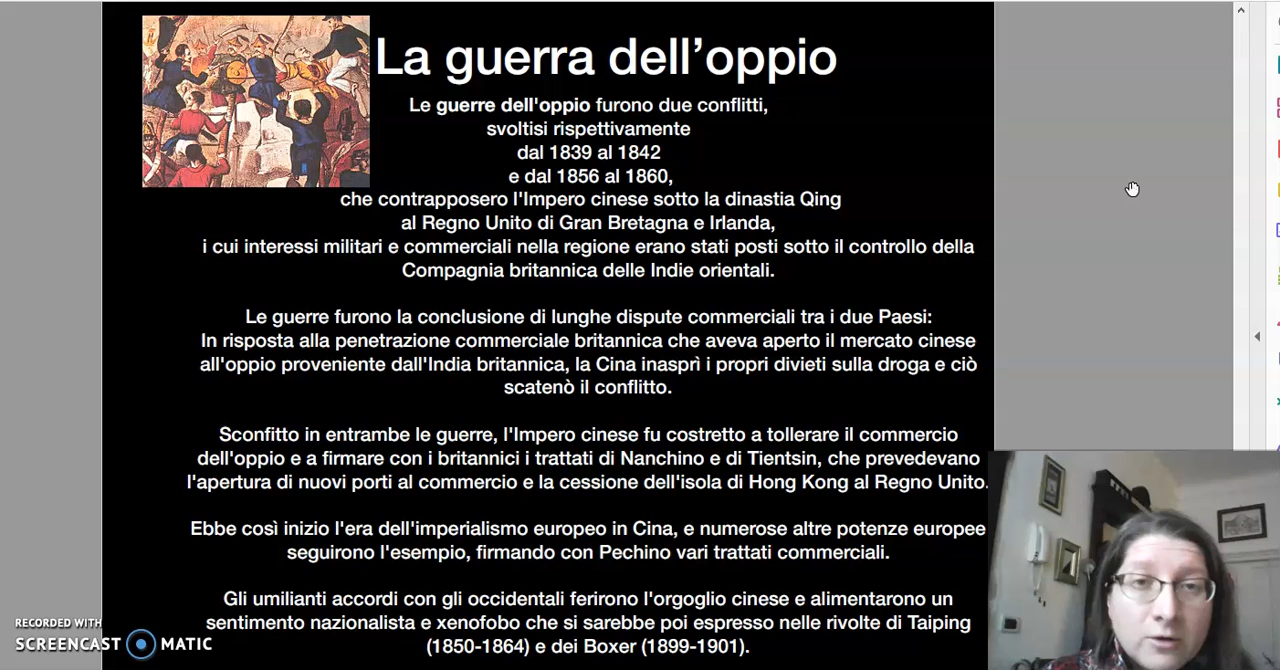 La guerra dell’oppio
Le guerre dell'oppio furono due conflitti,
svoltisi rispettivamente
dal 1839 al 1842
e dal 1856 al 1860,
che contrapposero l'Impero cinese sotto la dinastia Qing
al Regno Unito di Gran Bretagna e Irlanda,
i cui interessi militari e commerciali nella regione erano stati posti sotto il controllo della
Compagnia britannica delle Indie orientali.
Le guerre furono la conclusione di lunghe dispute commerciali tra i due Paesi:
In risposta alla penetrazione commerciale britannica che aveva aperto il mercato cinese
all'oppio proveniente dall'India britannica, la Cina inasprì i propri divieti sulla droga e ciò
scatenò il conflitto.
Sconfitto in entrambe le guerre, l'Impero cinese fu costretto a tollerare il commercio
dell'oppio e a firmare con i britannici i trattati di Nanchino e di Tientsin, che prevedevano
l'apertura di nuovi porti al commercio e la cessione dell'isola di Hong Kong al Regno Unito.
Ebbe così inizio l'era dell'imperialismo europeo in Cina, e numerose altre potenze europee
seguirono l'esempio, firmando con Pechino vari trattati commerciali.
Gli umilianti accordi con gli occidentali ferirono l'orgoglio cinese e alimentarono un
sentimento nazionalista e xenofobo che si sarebbe poi espresso nelle rivolte di Taiping
(1850-1864) e dei Boxer (1899-1901).
RECORDED WITH
SCREENCAST MATIC